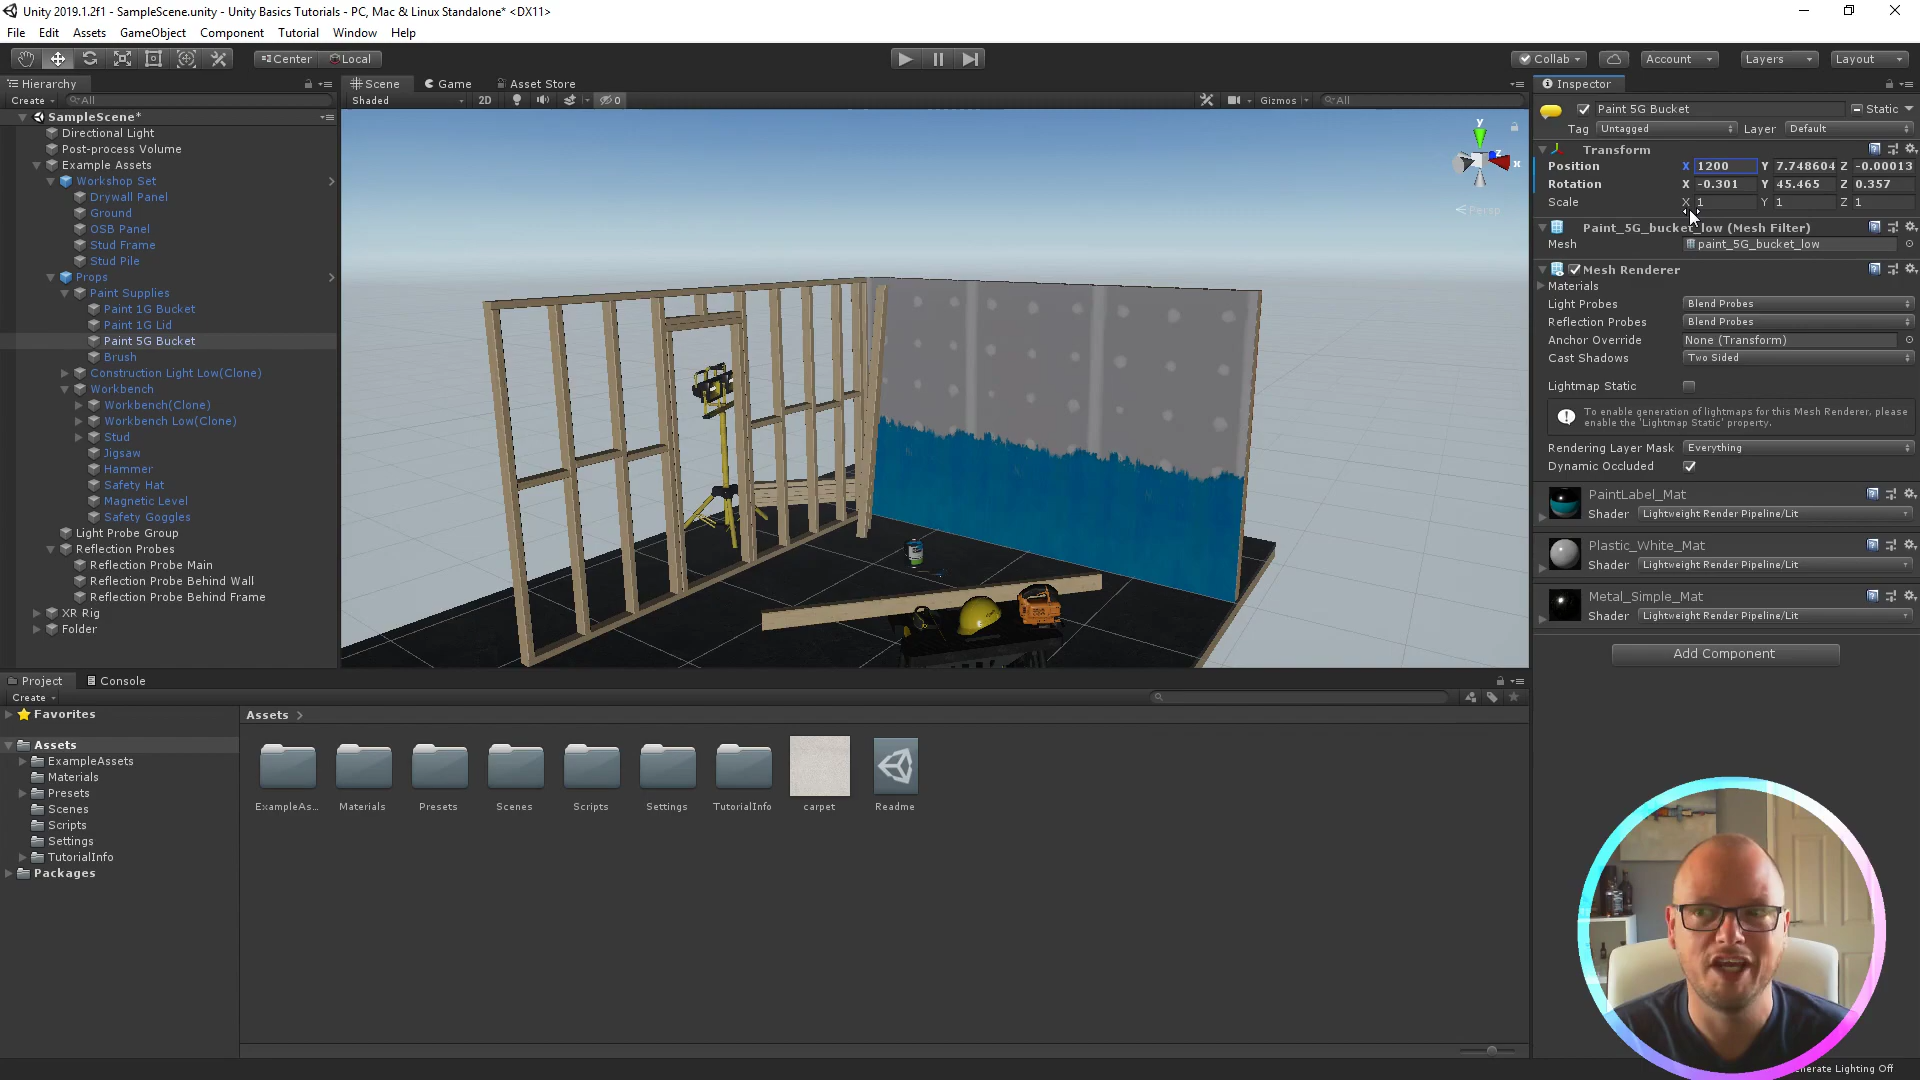 Unity 2019.1.2f1 - SampleScene.unity - Unity Basics Tutorials - PC, Mac & Linux Standalone* <DX11>
File Edit Assets GameObject Component Tutorial Window Help
Center Local
Collab Account Layers Layout
Hierarchy
Create All
SampleScene*
Directional Light
Post-process Volume
Example Assets
Workshop Set
Drywall Panel
Ground
OSB Panel
Stud Frame
Stud Pile
Props
Paint Supplies
Paint 1G Bucket
Paint 1G Lid
Paint 5G Bucket
Brush
Construction Light Low(Clone)
Workbench
Workbench(Clone)
Workbench Low(Clone)
Stud
Jigsaw
Hammer
Safety Hat
Magnetic Level
Safety Goggles
Light Probe Group
Reflection Probes
Reflection Probe Main
Reflection Probe Behind Wall
Reflection Probe Behind Frame
XR Rig
Folder
Scene Game Asset Store
Shaded 2D 0 Gizmos All
y
x
z
Persp
Inspector
Paint 5G Bucket Static
Tag Untagged Layer Default
Transform
Position X 1200 Y 7.748604 Z -0.00013
Rotation X -0.301 Y 45.465 Z 0.357
Scale X 1 Y 1 Z 1
Paint_5G_bucket_low (Mesh Filter)
Mesh paint_5G_bucket_low
Mesh Renderer
Materials
Light Probes Blend Probes
Reflection Probes Blend Probes
Anchor Override None (Transform)
Cast Shadows Two Sided
Lightmap Static
To enable generation of lightmaps for this Mesh Renderer, please
enable the 'Lightmap Static' property.
Rendering Layer Mask Everything
Dynamic Occluded
PaintLabel_Mat
Shader Lightweight Render Pipeline/Lit
Plastic_White_Mat
Shader Lightweight Render Pipeline/Lit
Metal_Simple_Mat
Shader Lightweight Render Pipeline/Lit
Add Component
Project Console
Create
Favorites
Assets
ExampleAssets
Materials
Presets
Scenes
Scripts
Settings
TutorialInfo
Packages
Assets
ExampleAs...
Materials
Presets
Scenes
Scripts
Settings
TutorialInfo
carpet
Readme
enerate Lighting Off